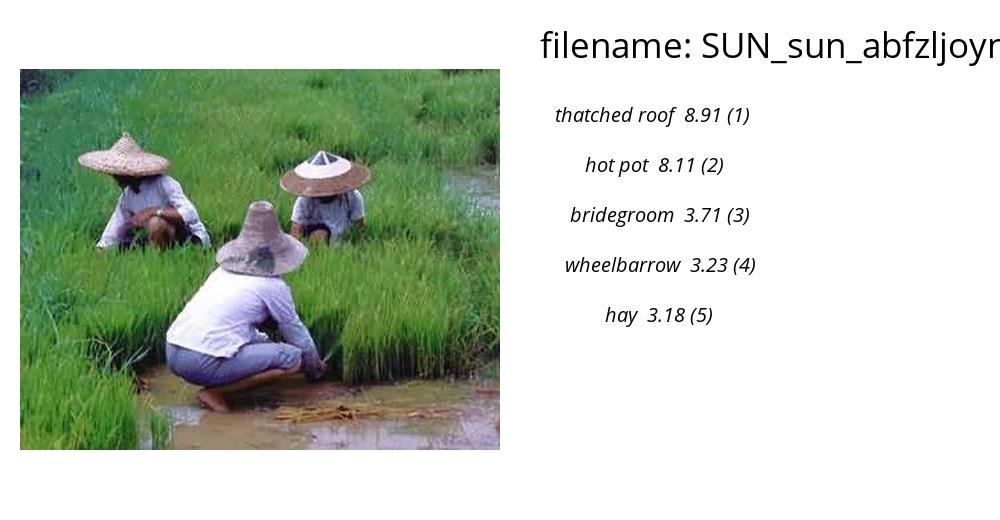 filename: SUN_sun_abfzljoyr
thatched roof 8.91 (1)
hot pot 8.11 (2)
bridegroom 3.71 (3)
wheelbarrow 3.23 (4)
hay 3.18 (5)